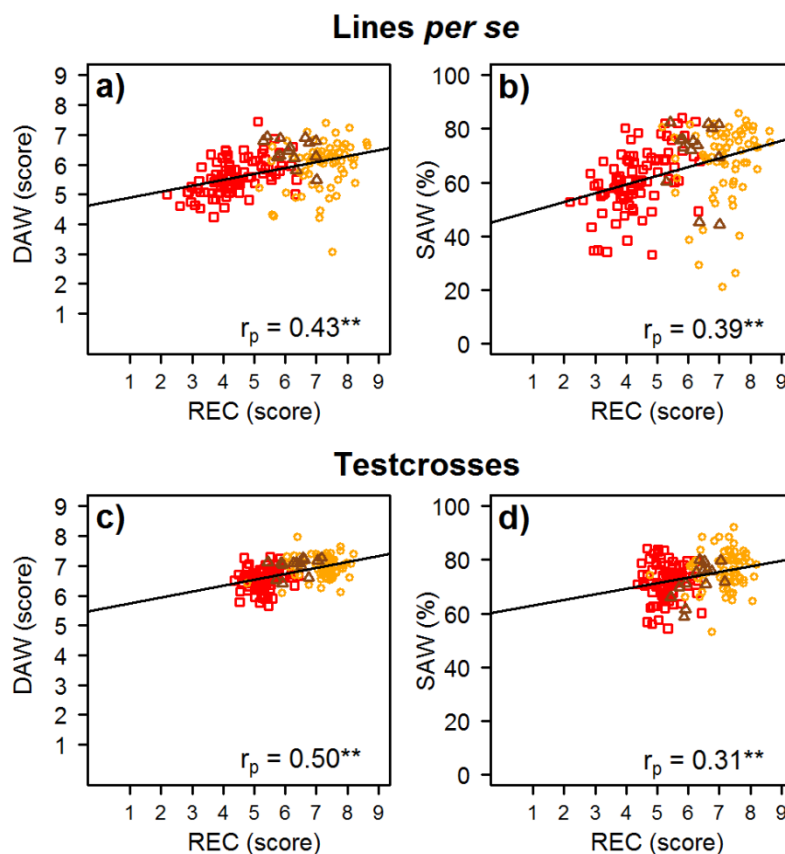 Lines per se
a)
DAW (score)
9
8
7
6
5
4
3
2
1
r_p = 0.43**
1 2 3 4 5 6 7 8 9
REC (score)
b)
SAW (%)
100
80
60
40
20
0
r_p = 0.39**
1 2 3 4 5 6 7 8 9
REC (score)
Testcrosses
c)
DAW (score)
9
8
7
6
5
4
3
2
1
r_p = 0.50**
1 2 3 4 5 6 7 8 9
REC (score)
d)
SAW (%)
100
80
60
40
20
0
r_p = 0.31**
1 2 3 4 5 6 7 8 9
REC (score)